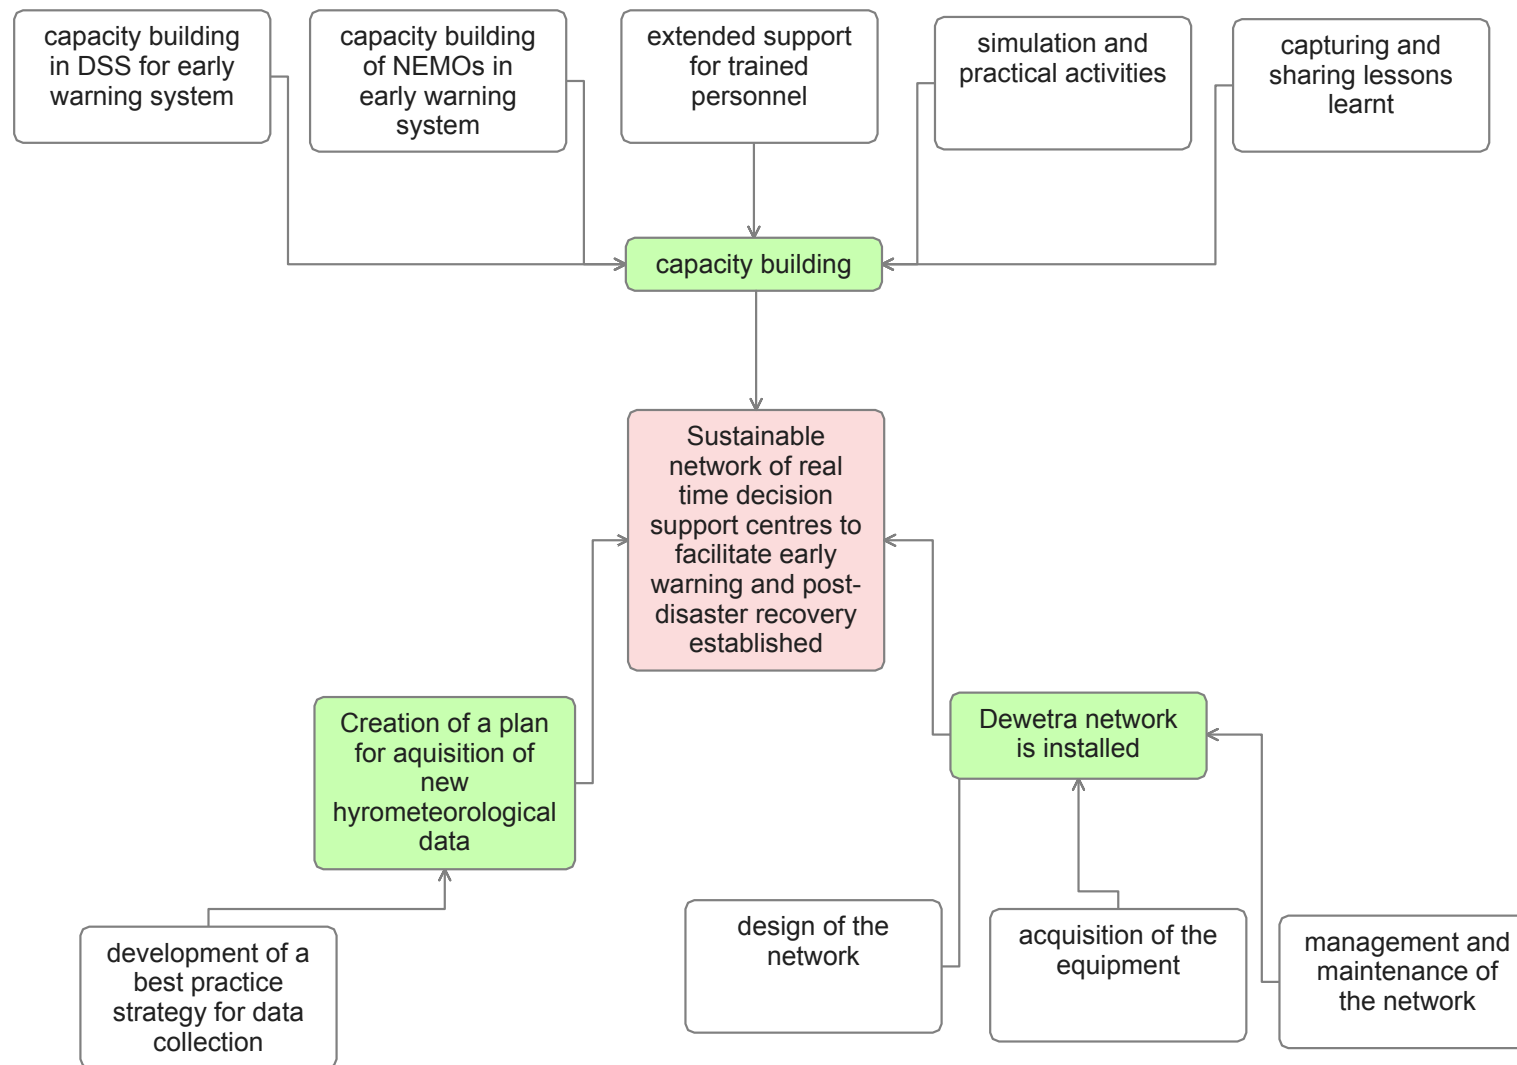 capacity building
in DSS for early
warning system
capacity building
of NEMOs in
early warning
system
extended support
for trained
personnel
simulation and
practical activities
capturing and
sharing lessons
learnt
capacity building
Sustainable
network of real
time decision
support centres to
facilitate early
warning and post-
disaster recovery
established
Creation of a plan
for aquisition of
new
hyrometeorological
data
Dewetra network
is installed
development of a
best practice
strategy for data
collection
design of the
network
acquisition of the
equipment
management and
maintenance of
the network